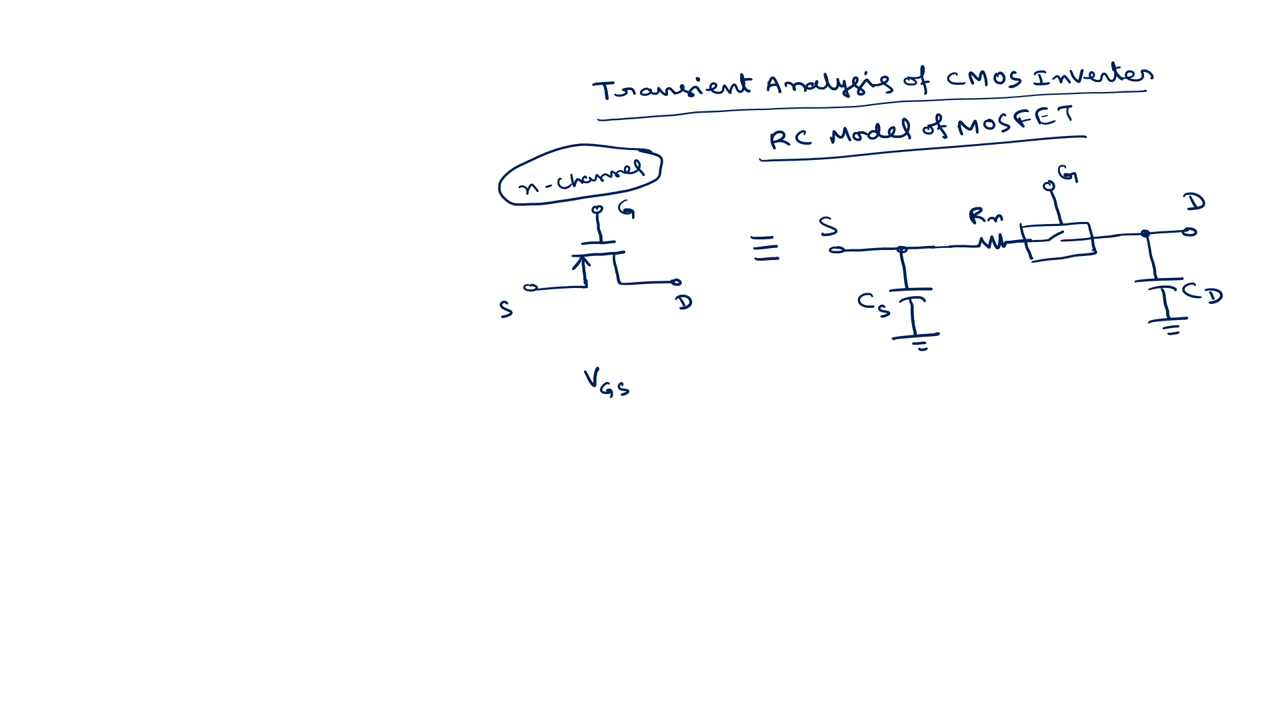 Transient Analysis of CMOS Inverter
RC Model of MOSFET
n-channel
G
S
D
≡
S
Rn
G
D
CS
CD
VGS